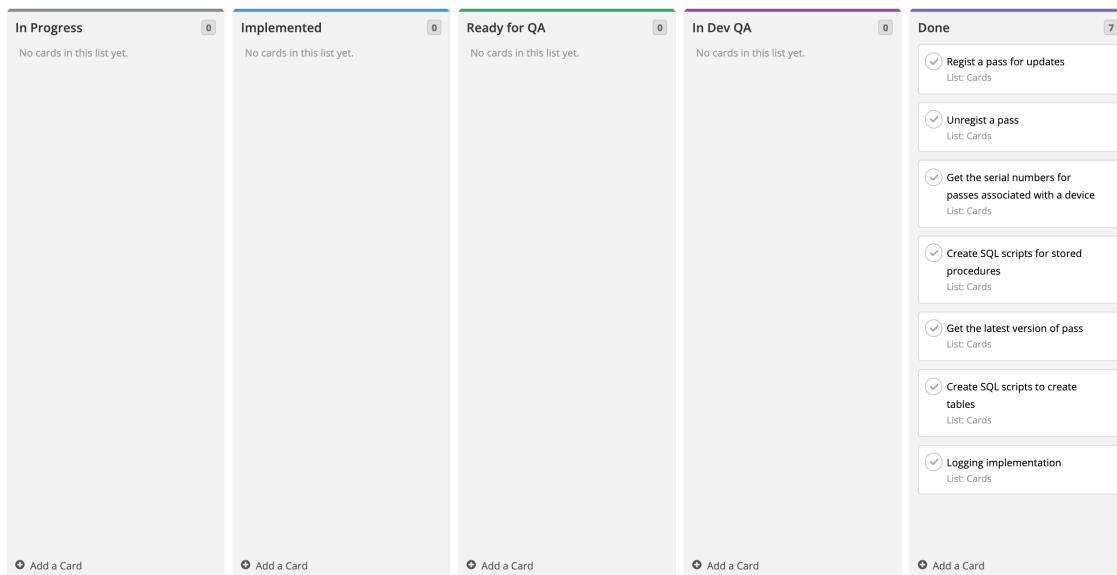 In Progress
0
No cards in this list yet.
Add a Card
Implemented
0
No cards in this list yet.
Add a Card
Ready for QA
0
No cards in this list yet.
Add a Card
In Dev QA
0
No cards in this list yet.
Add a Card
Done
7
Regist a pass for updates
List: Cards
Unregist a pass
List: Cards
Get the serial numbers for
passes associated with a device
List: Cards
Create SQL scripts for stored
procedures
List: Cards
Get the latest version of pass
List: Cards
Create SQL scripts to create
tables
List: Cards
Logging implementation
List: Cards
Add a Card